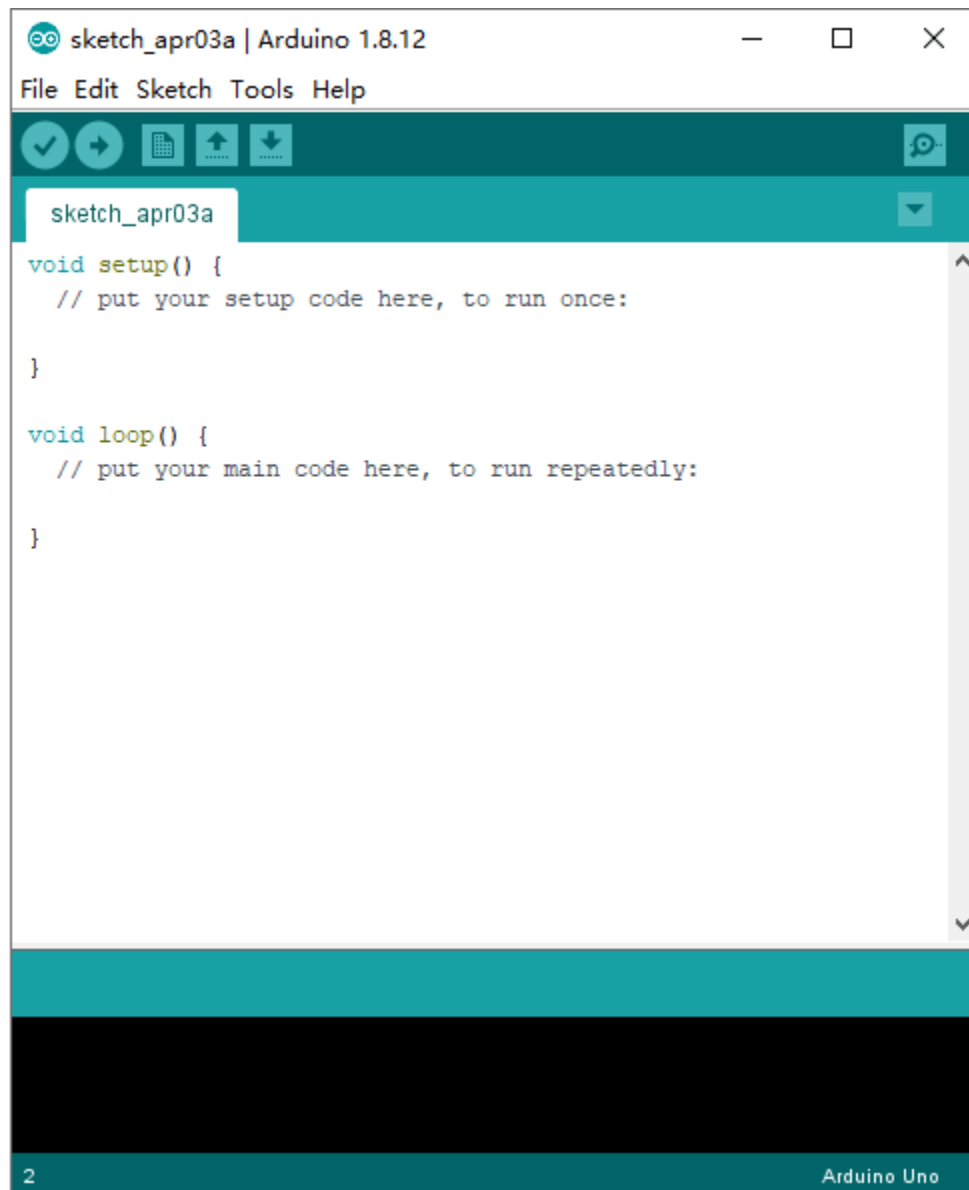 sketch_apr03a | Arduino 1.8.12
File Edit Sketch Tools Help
sketch_apr03a
void setup() {
  // put your setup code here, to run once:

}

void loop() {
  // put your main code here, to run repeatedly:

}
2 Arduino Uno